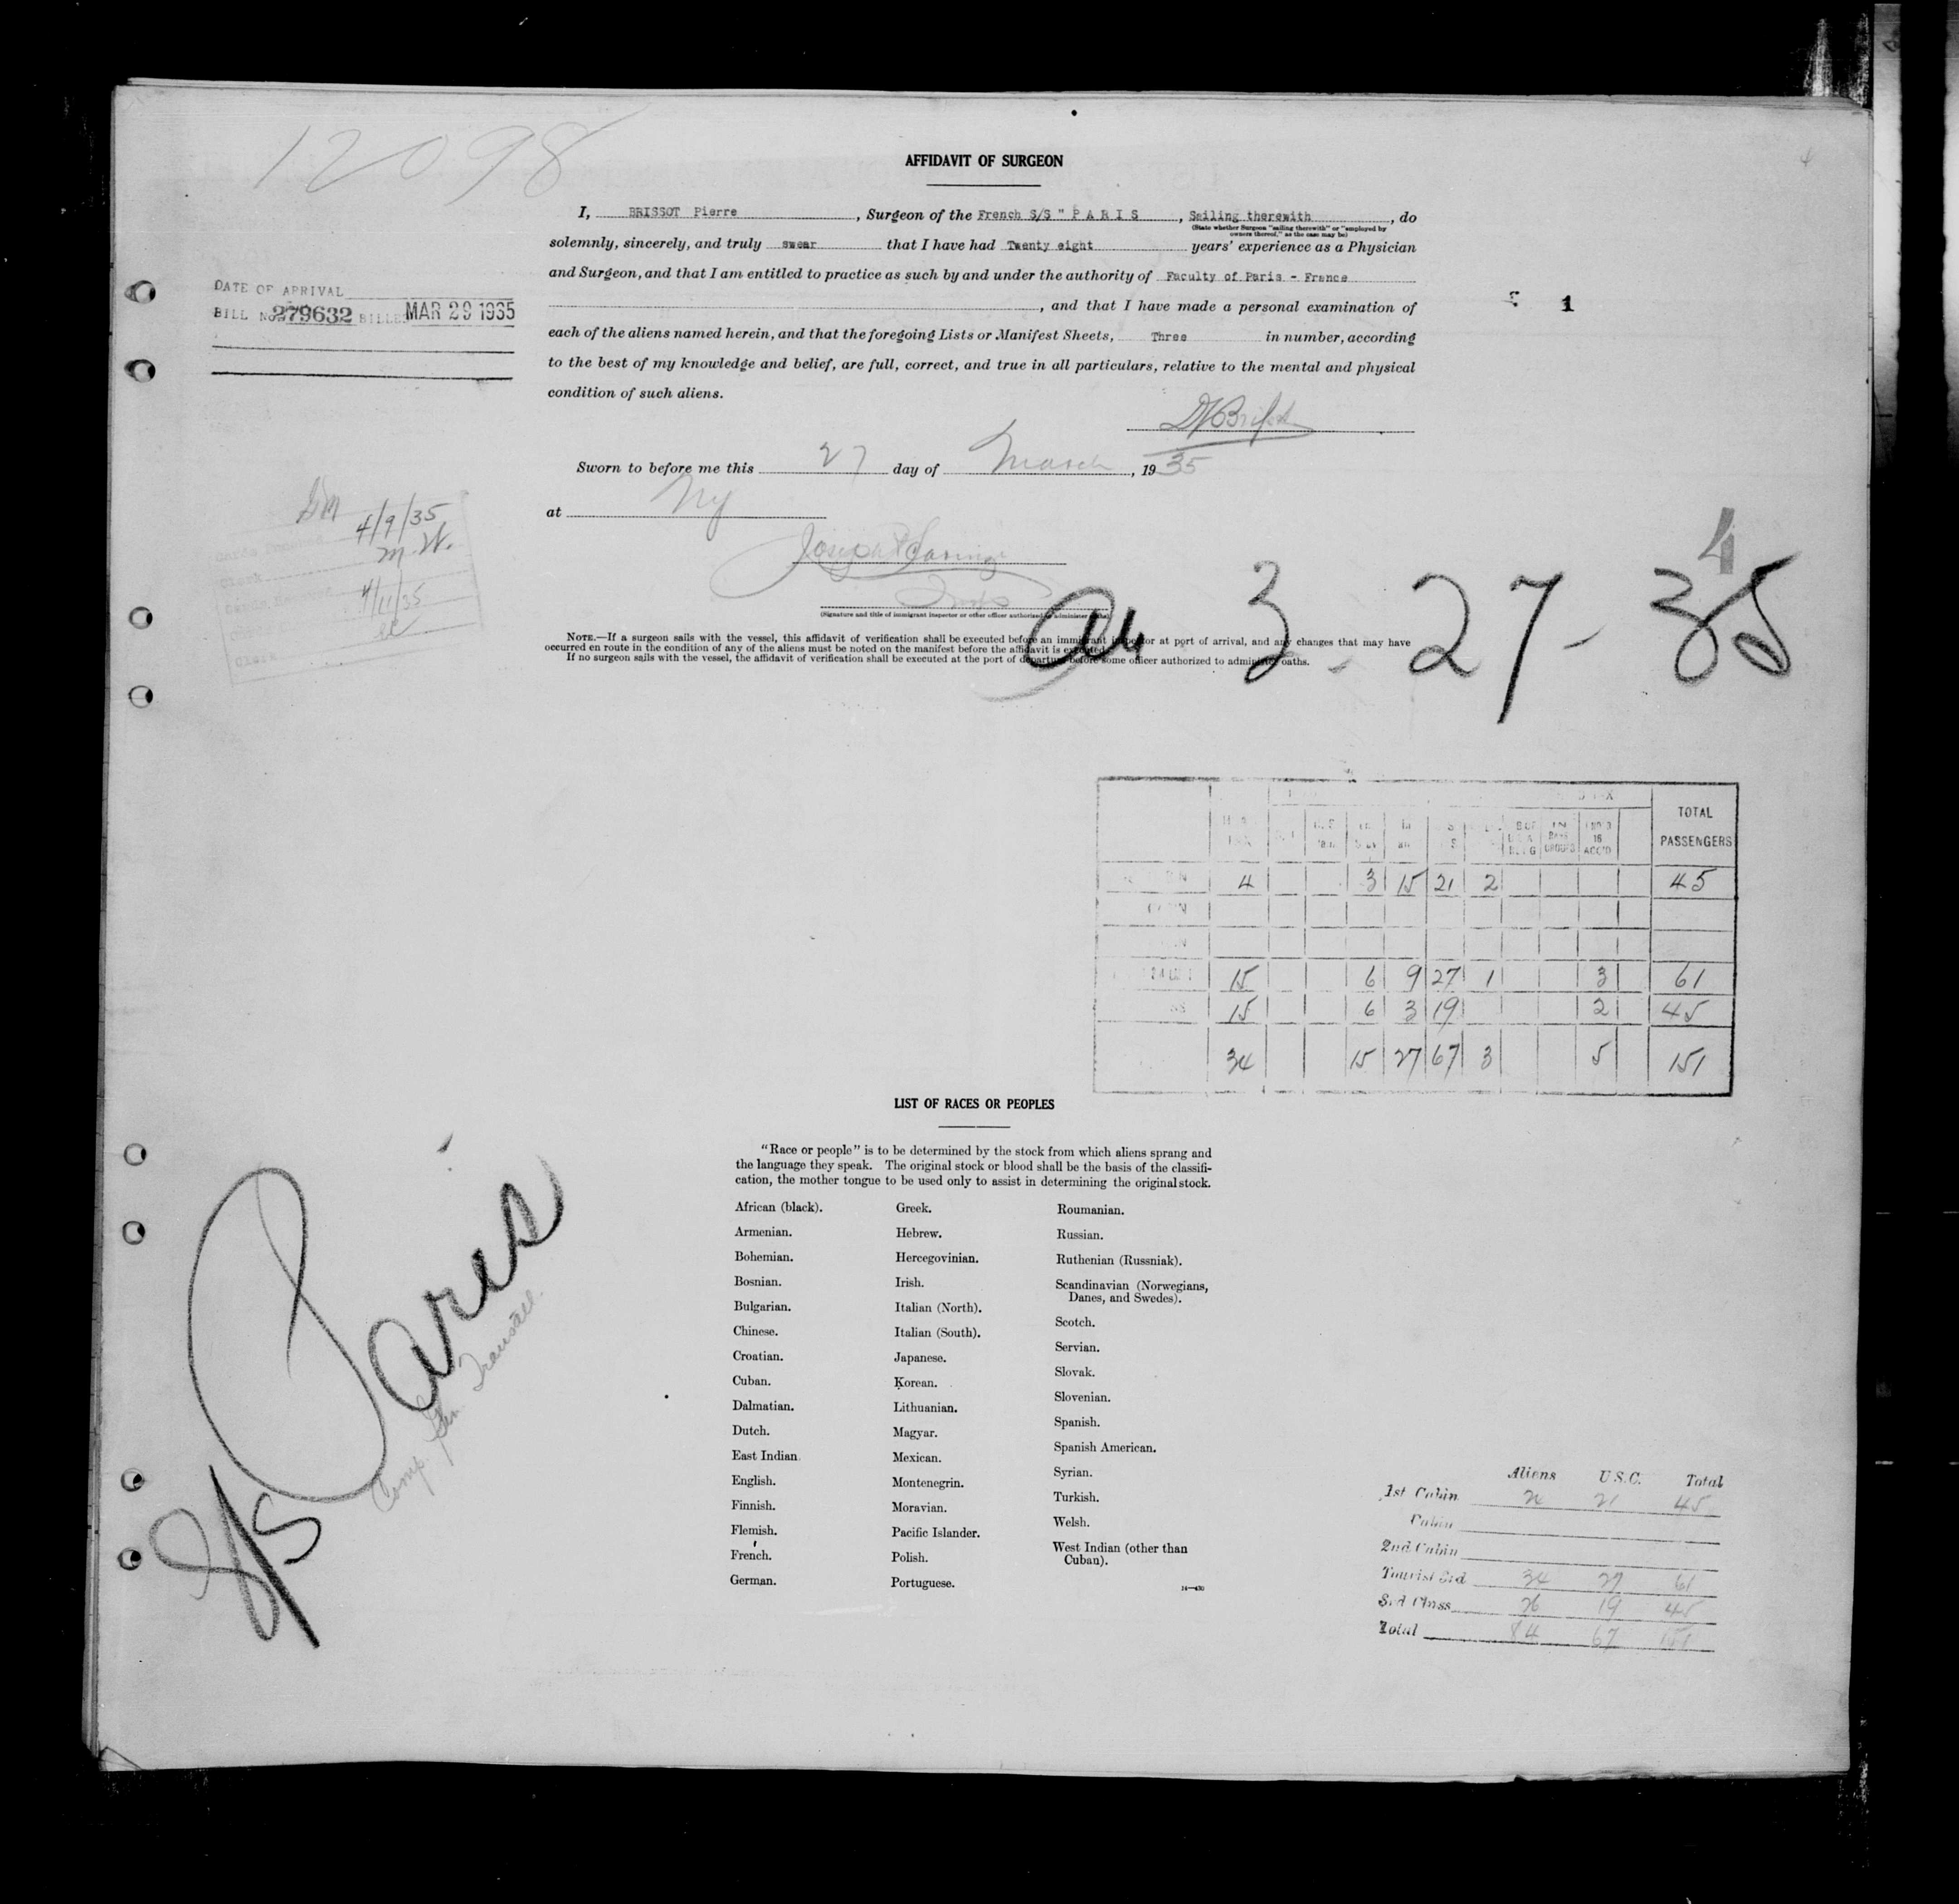 12098
AFFIDAVIT OF SURGEON
I, BRISSOT Pierre, Surgeon of the French S/S " P A R I S, Sailing therewith, do
(State whether Surgeon "sailing therewith" or "employed by
owners thereof," as the case may be)
solemnly, sincerely, and truly swear that I have had Twenty eight years' experience as a Physician
and Surgeon, and that I am entitled to practice as such by and under the authority of Faculty of Paris - France
, and that I have made a personal examination of
each of the aliens named herein, and that the foregoing Lists or Manifest Sheets, Three in number, according
to the best of my knowledge and belief, are full, correct, and true in all particulars, relative to the mental and physical
condition of such aliens.
DATE OF ARRIVAL
BILL No 279632 BILLED MAR 29 1935
1
Sworn to before me this 27 day of March, 1935
at NY
4/9/35
M.W.
4/11/35
Clerk
(Signature and title of immigrant inspector or other officer authorized to administer oaths)
4
3-27-35
NOTE.—If a surgeon sails with the vessel, this affidavit of verification shall be executed before an immigrant inspector at port of arrival, and any changes that may have
occurred en route in the condition of any of the aliens must be noted on the manifest before the affidavit is executed.
If no surgeon sails with the vessel, the affidavit of verification shall be executed at the port of departure before some officer authorized to administer oaths.
TOTAL
PASSENGERS
4 3 15 21 2 45
15 6 9 27 1 3 61
15 6 3 19 2 45
34 15 27 67 3 5 151
LIST OF RACES OR PEOPLES
"Race or people" is to be determined by the stock from which aliens sprang and
the language they speak. The original stock or blood shall be the basis of the classifi-
cation, the mother tongue to be used only to assist in determining the original stock.
African (black).
Armenian.
Bohemian.
Bosnian.
Bulgarian.
Chinese.
Croatian.
Cuban.
Dalmatian.
Dutch.
East Indian.
English.
Finnish.
Flemish.
French.
German.
Greek.
Hebrew.
Hercegovinian.
Irish.
Italian (North).
Italian (South).
Japanese.
Korean.
Lithuanian.
Magyar.
Mexican.
Montenegrin.
Moravian.
Pacific Islander.
Polish.
Portuguese.
Roumanian.
Russian.
Ruthenian (Russniak).
Scandinavian (Norwegians,
Danes, and Swedes).
Scotch.
Servian.
Slovak.
Slovenian.
Spanish.
Spanish American.
Syrian.
Turkish.
Welsh.
West Indian (other than
Cuban).
14—430
S/S Paris
Comp. Gen. Transatl.
Aliens U.S.C. Total
1st Cabin 24 21 45
Cabin
2nd Cabin
Tourist 3rd 34 27 61
3rd Class 26 19 45
Total 84 67 151